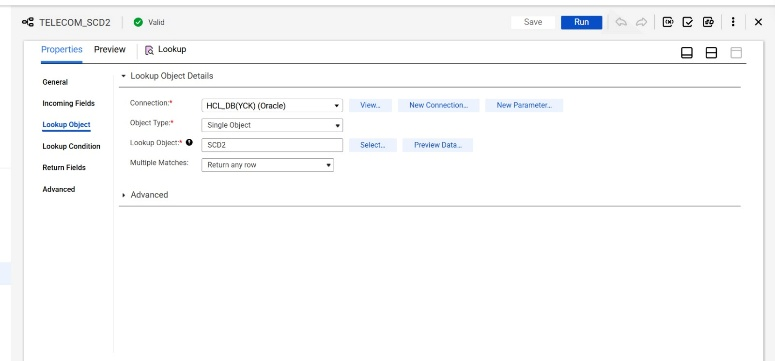 TELECOM_SCD2 Valid Save Run
Properties Preview Lookup
General
Incoming Fields
Lookup Object
Lookup Condition
Return Fields
Advanced
Lookup Object Details
Connection:* HCL_DB(YCK) (Oracle) View... New Connection... New Parameter...
Object Type:* Single Object
Lookup Object:* SCD2 Select... Preview Data...
Multiple Matches: Return any row
Advanced